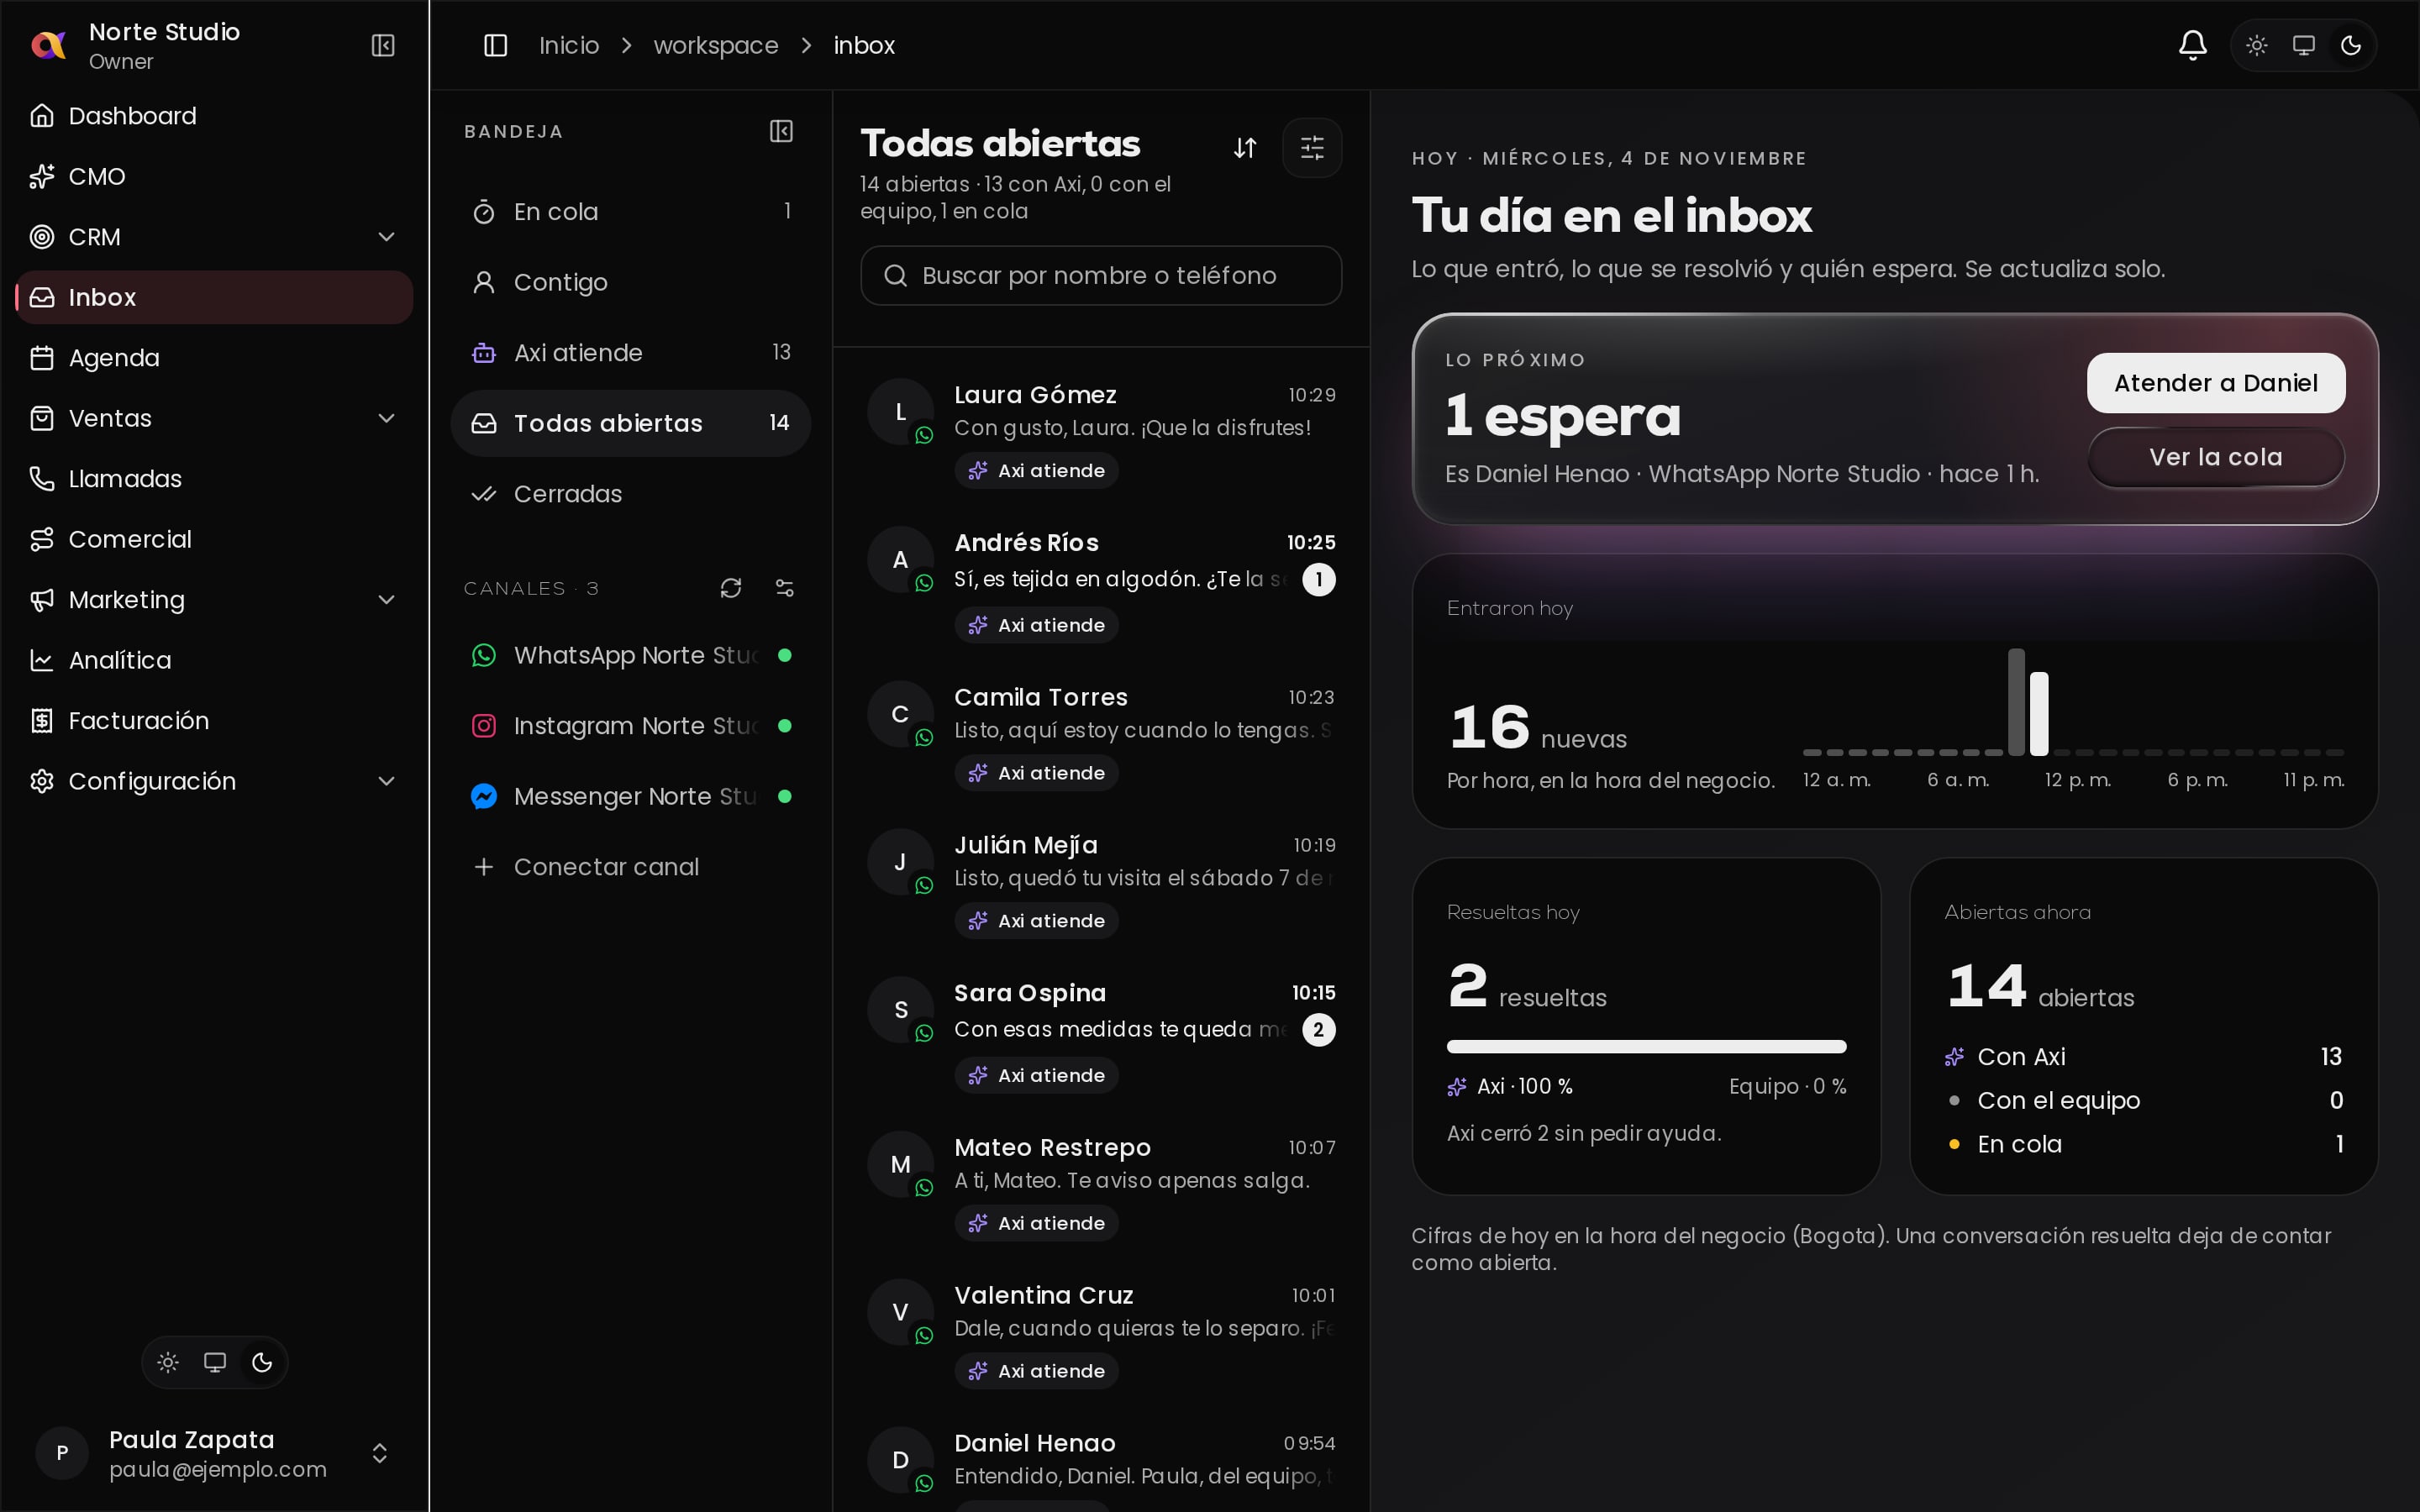 Norte Studio
Owner
Dashboard
CMO
CRM
Inbox
Agenda
Ventas
Llamadas
Comercial
Marketing
Analítica
Facturación
Configuración
P
Paula Zapata
paula@ejemplo.com
Inicio
workspace
inbox
BANDEJA
En cola
1
Contigo
Axi atiende
13
Todas abiertas
14
Cerradas
CANALES · 3
WhatsApp Norte
Instagram Norte
Messenger Norte
Conectar canal
Todas abiertas
14 abiertas · 13 con Axi, 0 con el
equipo, 1 en cola
Buscar por nombre o teléfono
L
Laura Gómez
10:29
Con gusto, Laura. ¡Que la disfrutes!
Axi atiende
A
Andrés Ríos
10:25
Sí, es tejida en algodón. ¿Te la
1
Axi atiende
C
Camila Torres
10:23
Listo, aquí estoy cuando lo tengas.
Axi atiende
J
Julián Mejía
10:19
Listo, quedó tu visita el sábado 7 de
Axi atiende
S
Sara Ospina
10:15
Con esas medidas te queda
2
Axi atiende
M
Mateo Restrepo
10:07
A ti, Mateo. Te aviso apenas salga.
Axi atiende
V
Valentina Cruz
10:01
Dale, cuando quieras te lo separo.
Axi atiende
D
Daniel Henao
09:54
Entendido, Daniel. Paula, del equipo,
HOY · MIÉRCOLES, 4 DE NOVIEMBRE
Tu día en el inbox
Lo que entró, lo que se resolvió y quién espera. Se actualiza solo.
LO PRÓXIMO
1 espera
Es Daniel Henao · WhatsApp Norte Studio · hace 1 h.
Atender a Daniel
Ver la cola
Entraron hoy
16 nuevas
Por hora, en la hora del negocio.
12 a. m.
6 a. m.
12 p. m.
6 p. m.
11 p. m.
Resueltas hoy
2 resueltas
Axi · 100 %
Equipo · 0 %
Axi cerró 2 sin pedir ayuda.
Abiertas ahora
14 abiertas
Con Axi
13
Con el equipo
0
En cola
1
Cifras de hoy en la hora del negocio (Bogota). Una conversación resuelta deja de contar
como abierta.